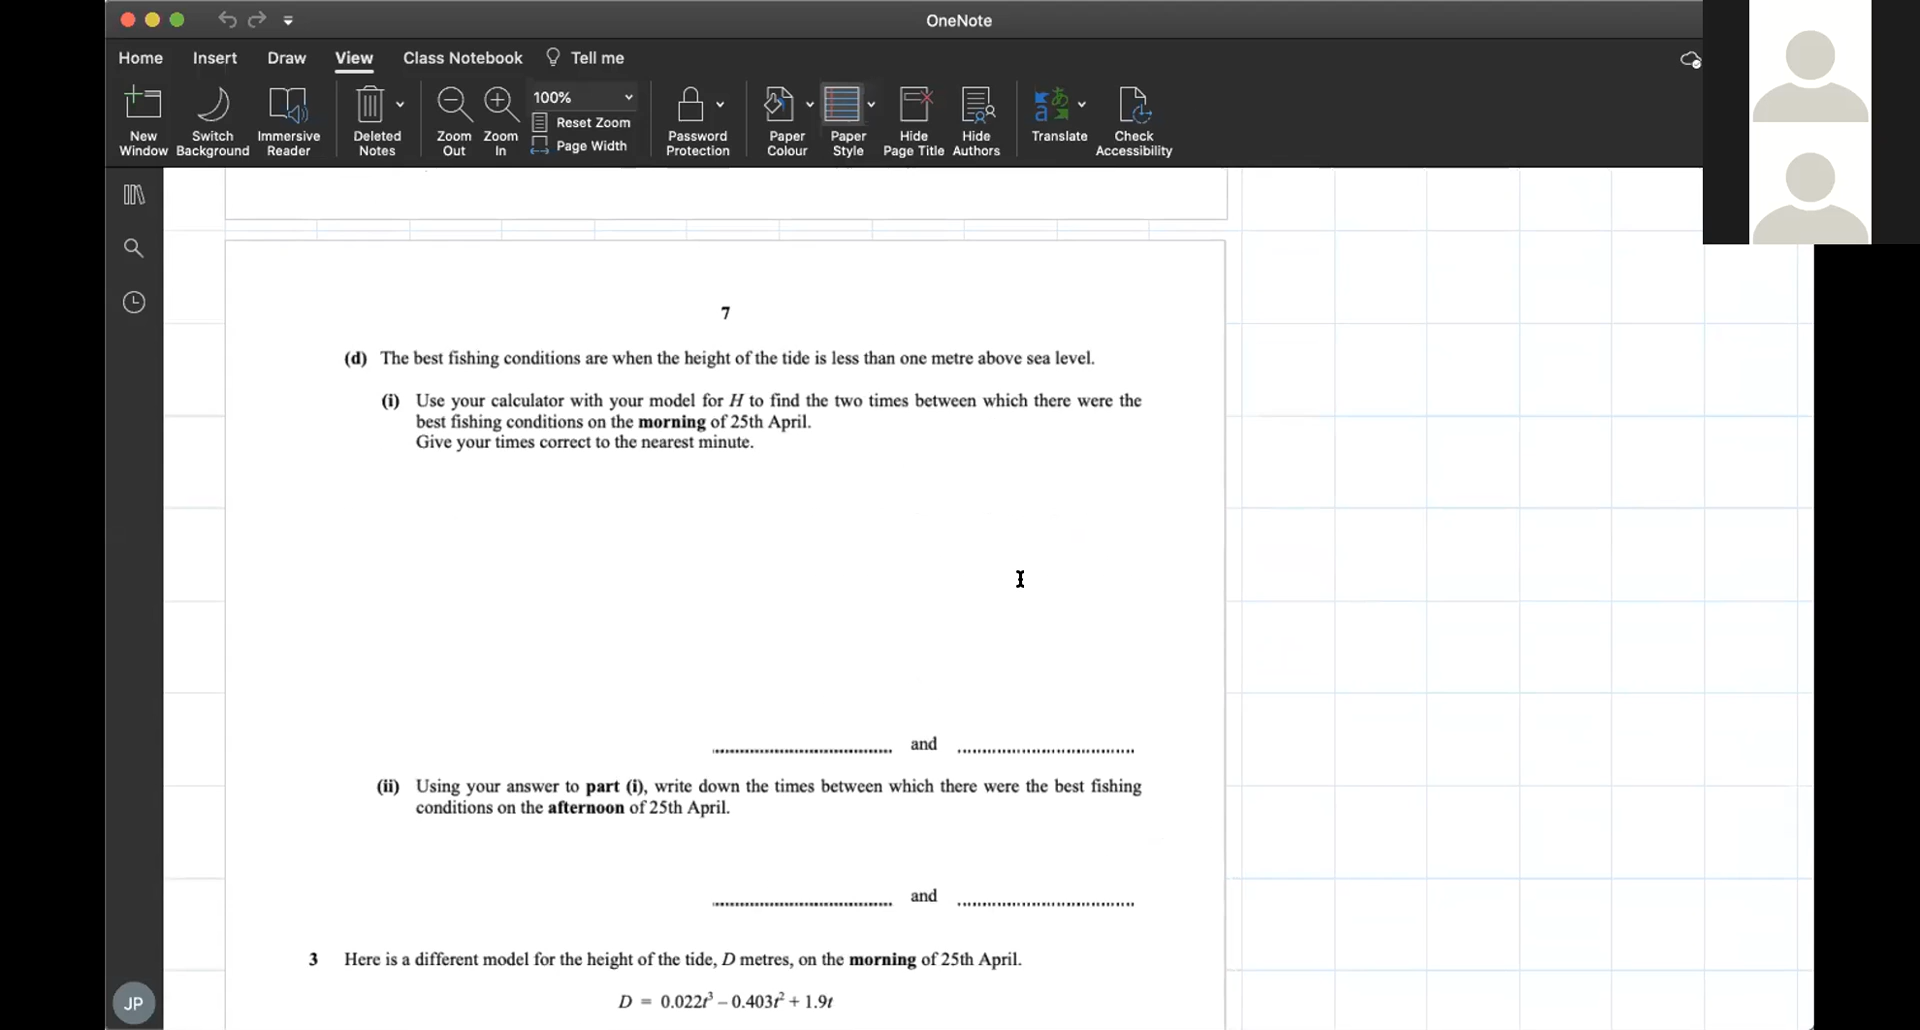 OneNote
Home Insert Draw View Class Notebook Tell me
New Window
Switch Background
Immersive Reader
Deleted Notes
Zoom Out
Zoom In
100%
Reset Zoom
Page Width
Password Protection
Paper Colour
Paper Style
Hide Page Title
Hide Authors
Translate
Check Accessibility
7
(d) The best fishing conditions are when the height of the tide is less than one metre above sea level.
(i) Use your calculator with your model for H to find the two times between which there were the
best fishing conditions on the morning of 25th April.
Give your times correct to the nearest minute.
.................................... and ....................................
(ii) Using your answer to part (i), write down the times between which there were the best fishing
conditions on the afternoon of 25th April.
.................................... and ....................................
3 Here is a different model for the height of the tide, D metres, on the morning of 25th April.
D = 0.022t³ – 0.403t² + 1.9t
JP